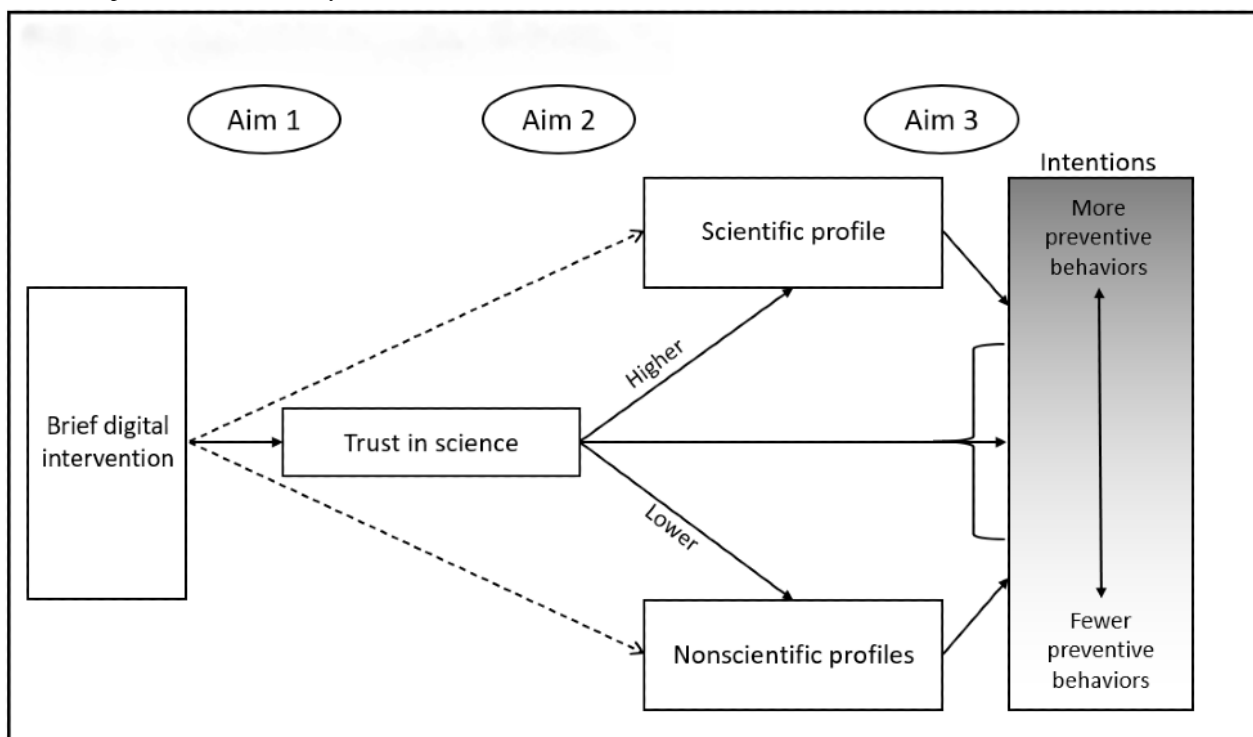 Aim 1
Aim 2
Aim 3
Intentions
More
preventive
behaviors
Scientific profile
Higher
Brief digital
intervention
Trust in science
Lower
Nonscientific profiles
Fewer
preventive
behaviors